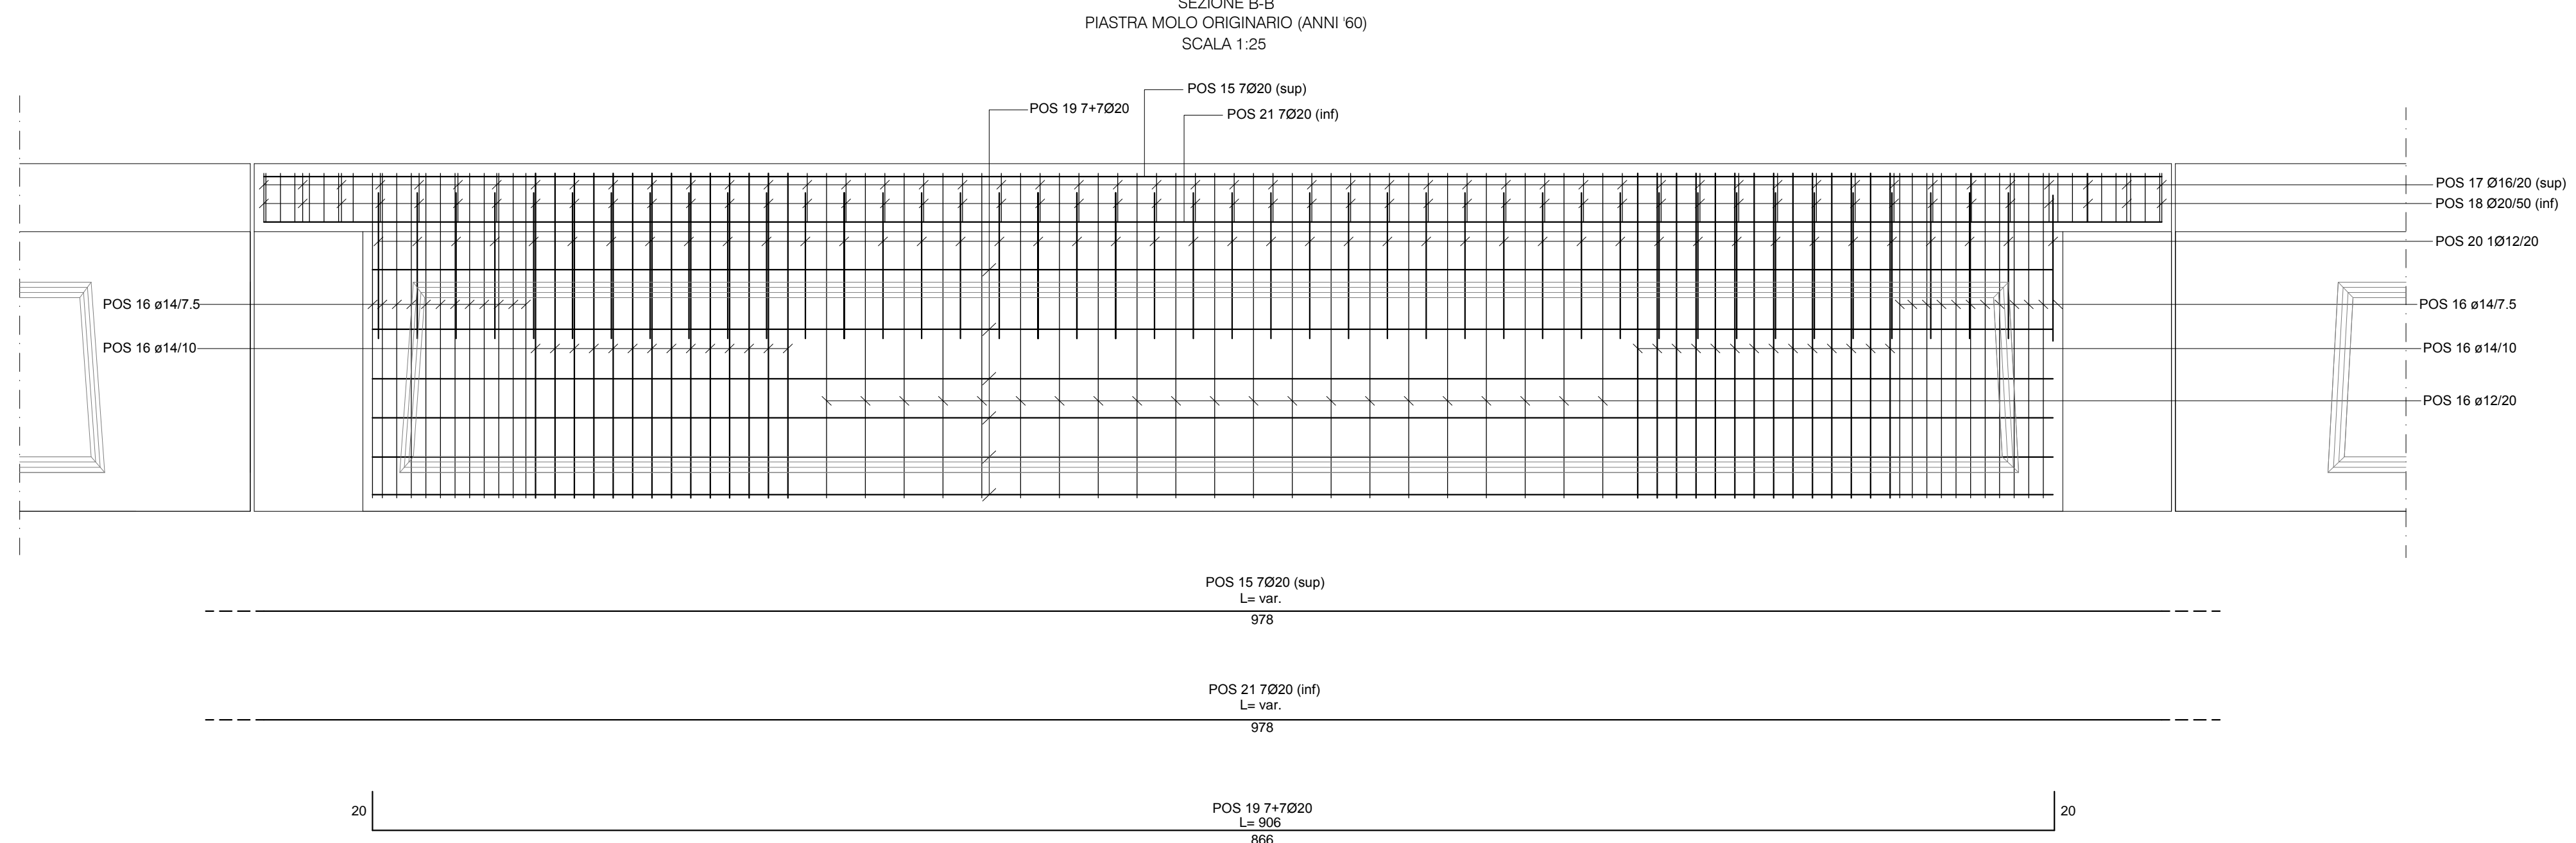 SEZIONE B-B
PIASTRA MOLO ORIGINARIO (ANNI '60)
SCALA 1:25
POS 15 7Ø20 (sup)
POS 19 7+7Ø20
POS 21 7Ø20 (inf)
POS 17 Ø16/20 (sup)
POS 18 Ø20/50 (inf)
POS 20 1Ø12/20
POS 16 ø14/7.5
POS 16 ø14/7.5
POS 16 ø14/10
POS 16 ø14/10
POS 16 ø12/20
POS 15 7Ø20 (sup)
L= var.
978
POS 21 7Ø20 (inf)
L= var.
978
20
POS 19 7+7Ø20
20
L= 906
866